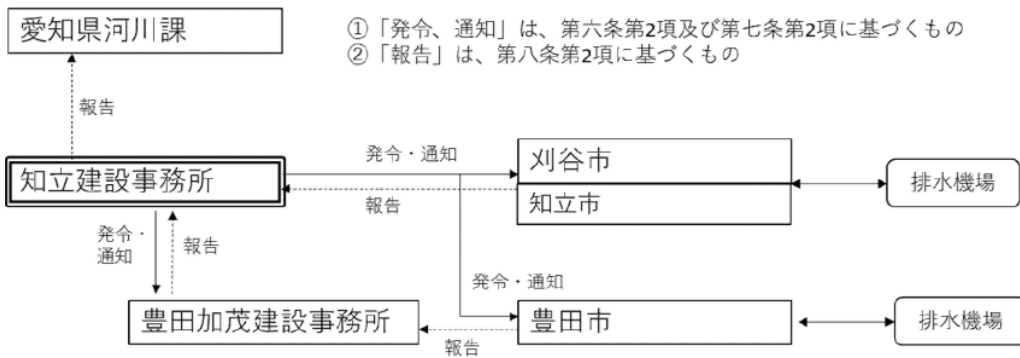 愛知県河川課
①「発令、通知」は、第六条第2項及び第七条第2項に基づくもの
②「報告」は、第八条第2項に基づくもの
報告
発令・通知
刈谷市
知立建設事務所
排水機場
報告
知立市
発令・
通知
報告
発令・通知
豊田加茂建設事務所
豊田市
排水機場
報告